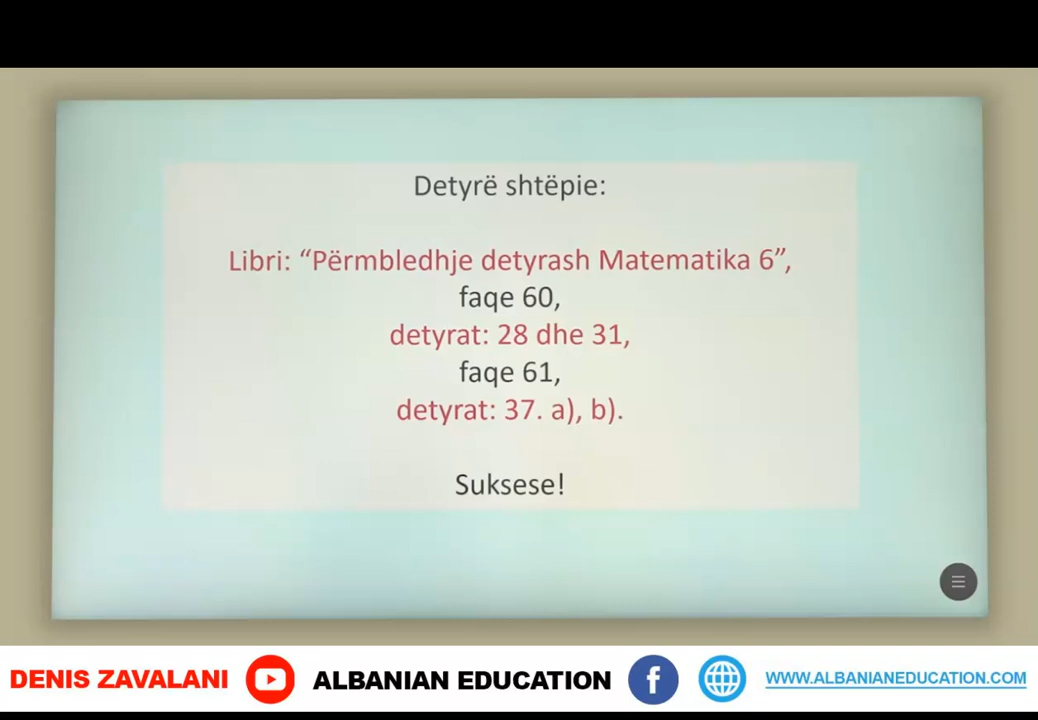 Detyrë shtëpie:
Libri: “Përmbledhje detyrash Matematika 6”,
faqe 60,
detyrat: 28 dhe 31,
faqe 61,
detyrat: 37. a), b).
Suksese!
DENIS ZAVALANI ALBANIAN EDUCATION WWW.ALBANIANEDUCATION.COM